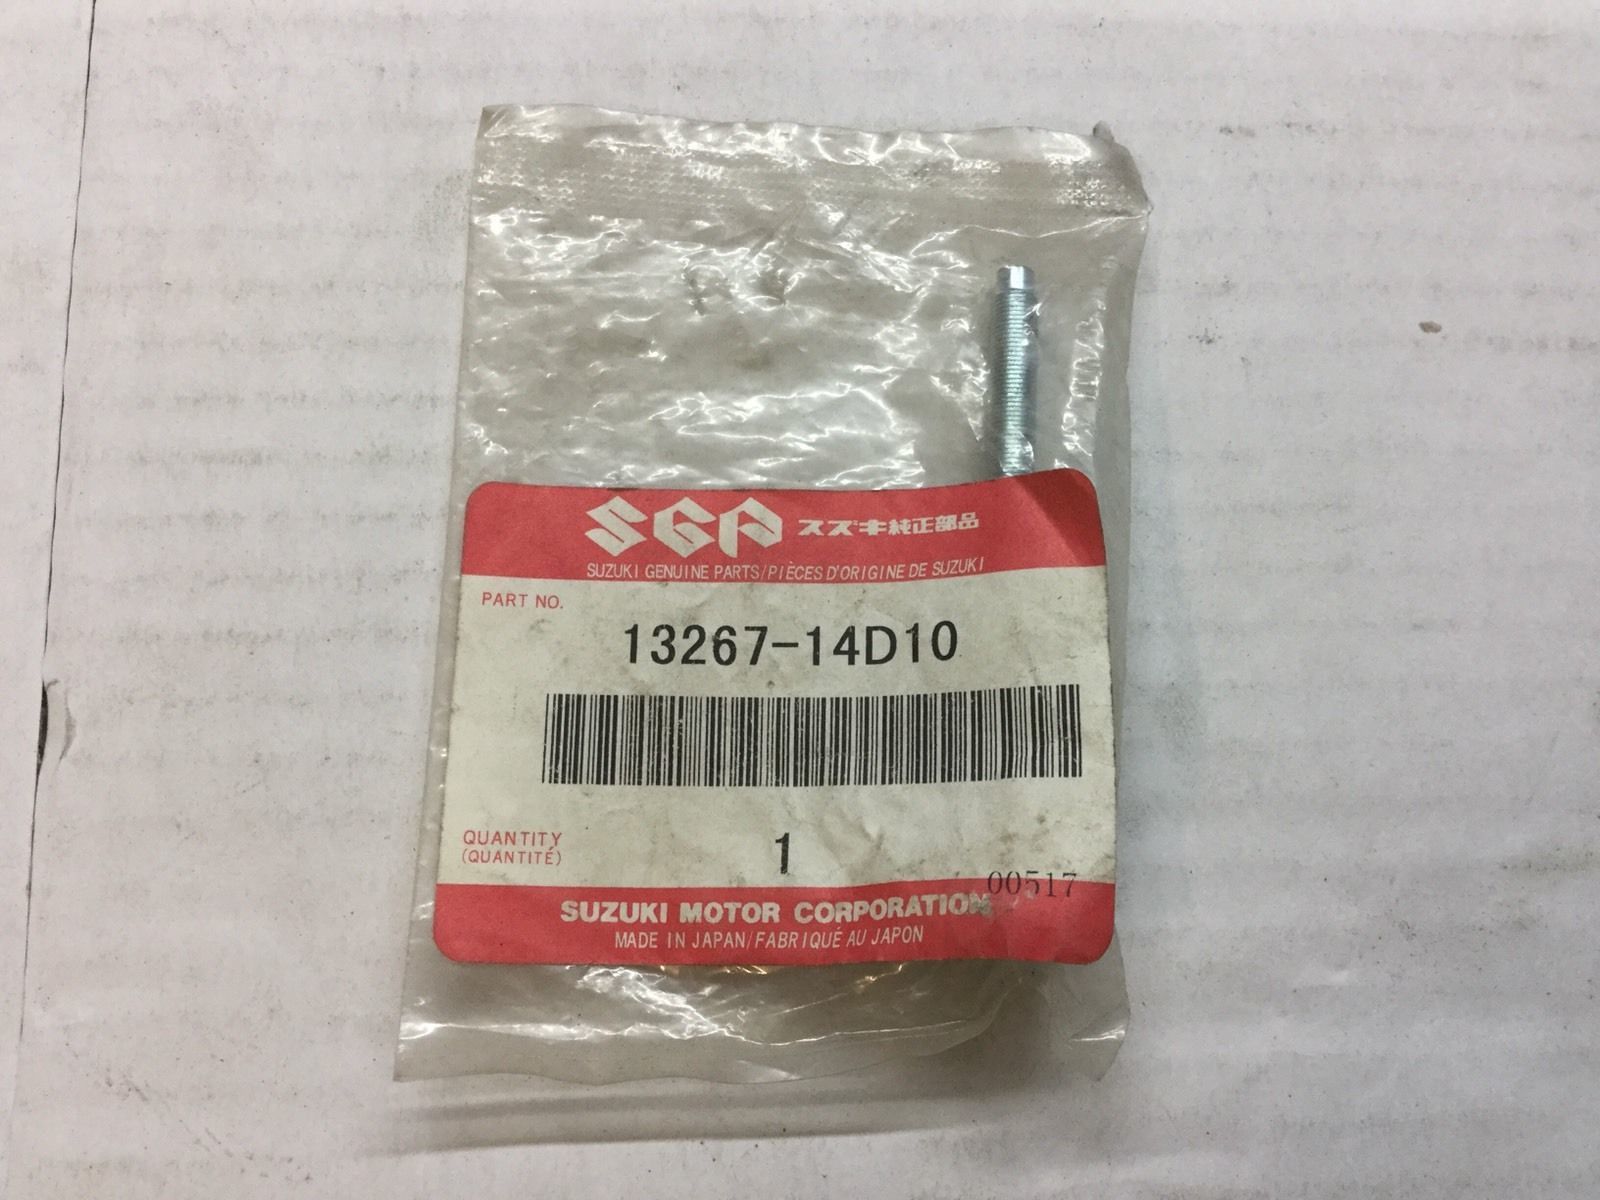 SGP スズキ純正部品
SUZUKI GENUINE PARTS/PIÈCES D'ORIGINE DE SUZUKI
PART NO.
13267-14D10
QUANTITY
(QUANTITÉ)
1
00517
SUZUKI MOTOR CORPORATION
MADE IN JAPAN/FABRIQUÉ AU JAPON